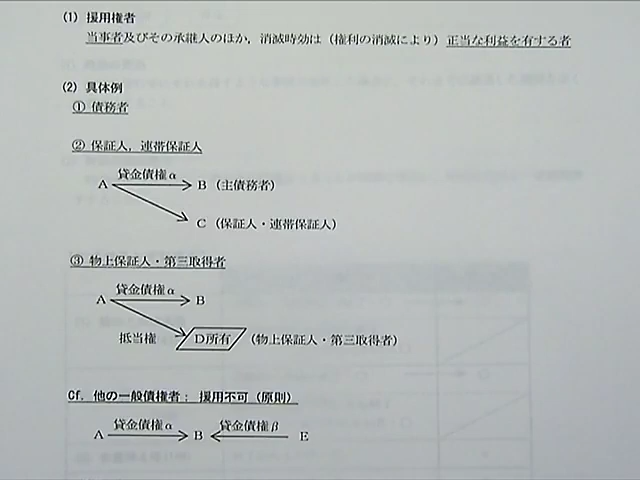 (1) 援用権者
当事者及びその承継人のほか，消滅時効は（権利の消滅により）正当な利益を有する者
(2) 具体例
① 債務者
② 保証人，連帯保証人
貸金債権α
A B（主債務者）
C（保証人・連帯保証人）
③ 物上保証人・第三取得者
貸金債権α
A B
抵当権 D所有（物上保証人・第三取得者）
Cf. 他の一般債権者： 援用不可（原則）
貸金債権α 貸金債権β
A B E